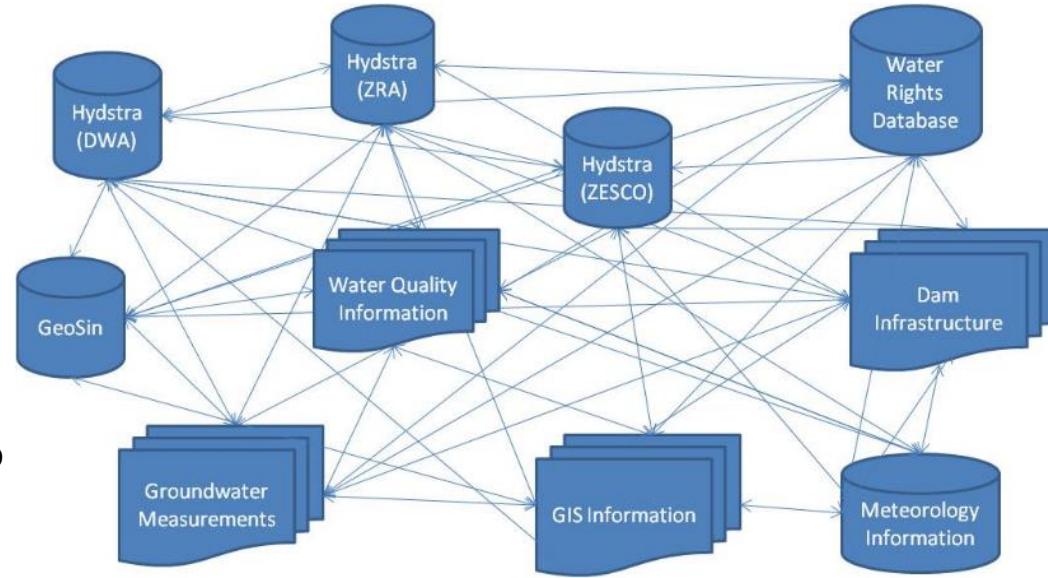 Hydstra
(DWA)
Hydstra
(ZRA)
Hydstra
(ZESCO)
Water
Rights
Database
GeoSin
Water Quality
Information
Dam
Infrastructure
Groundwater
Measurements
GIS Information
Meteorology
Information